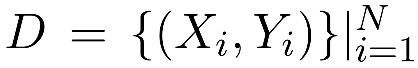 D = {(X_i, Y_i)}|_{i=1}^N